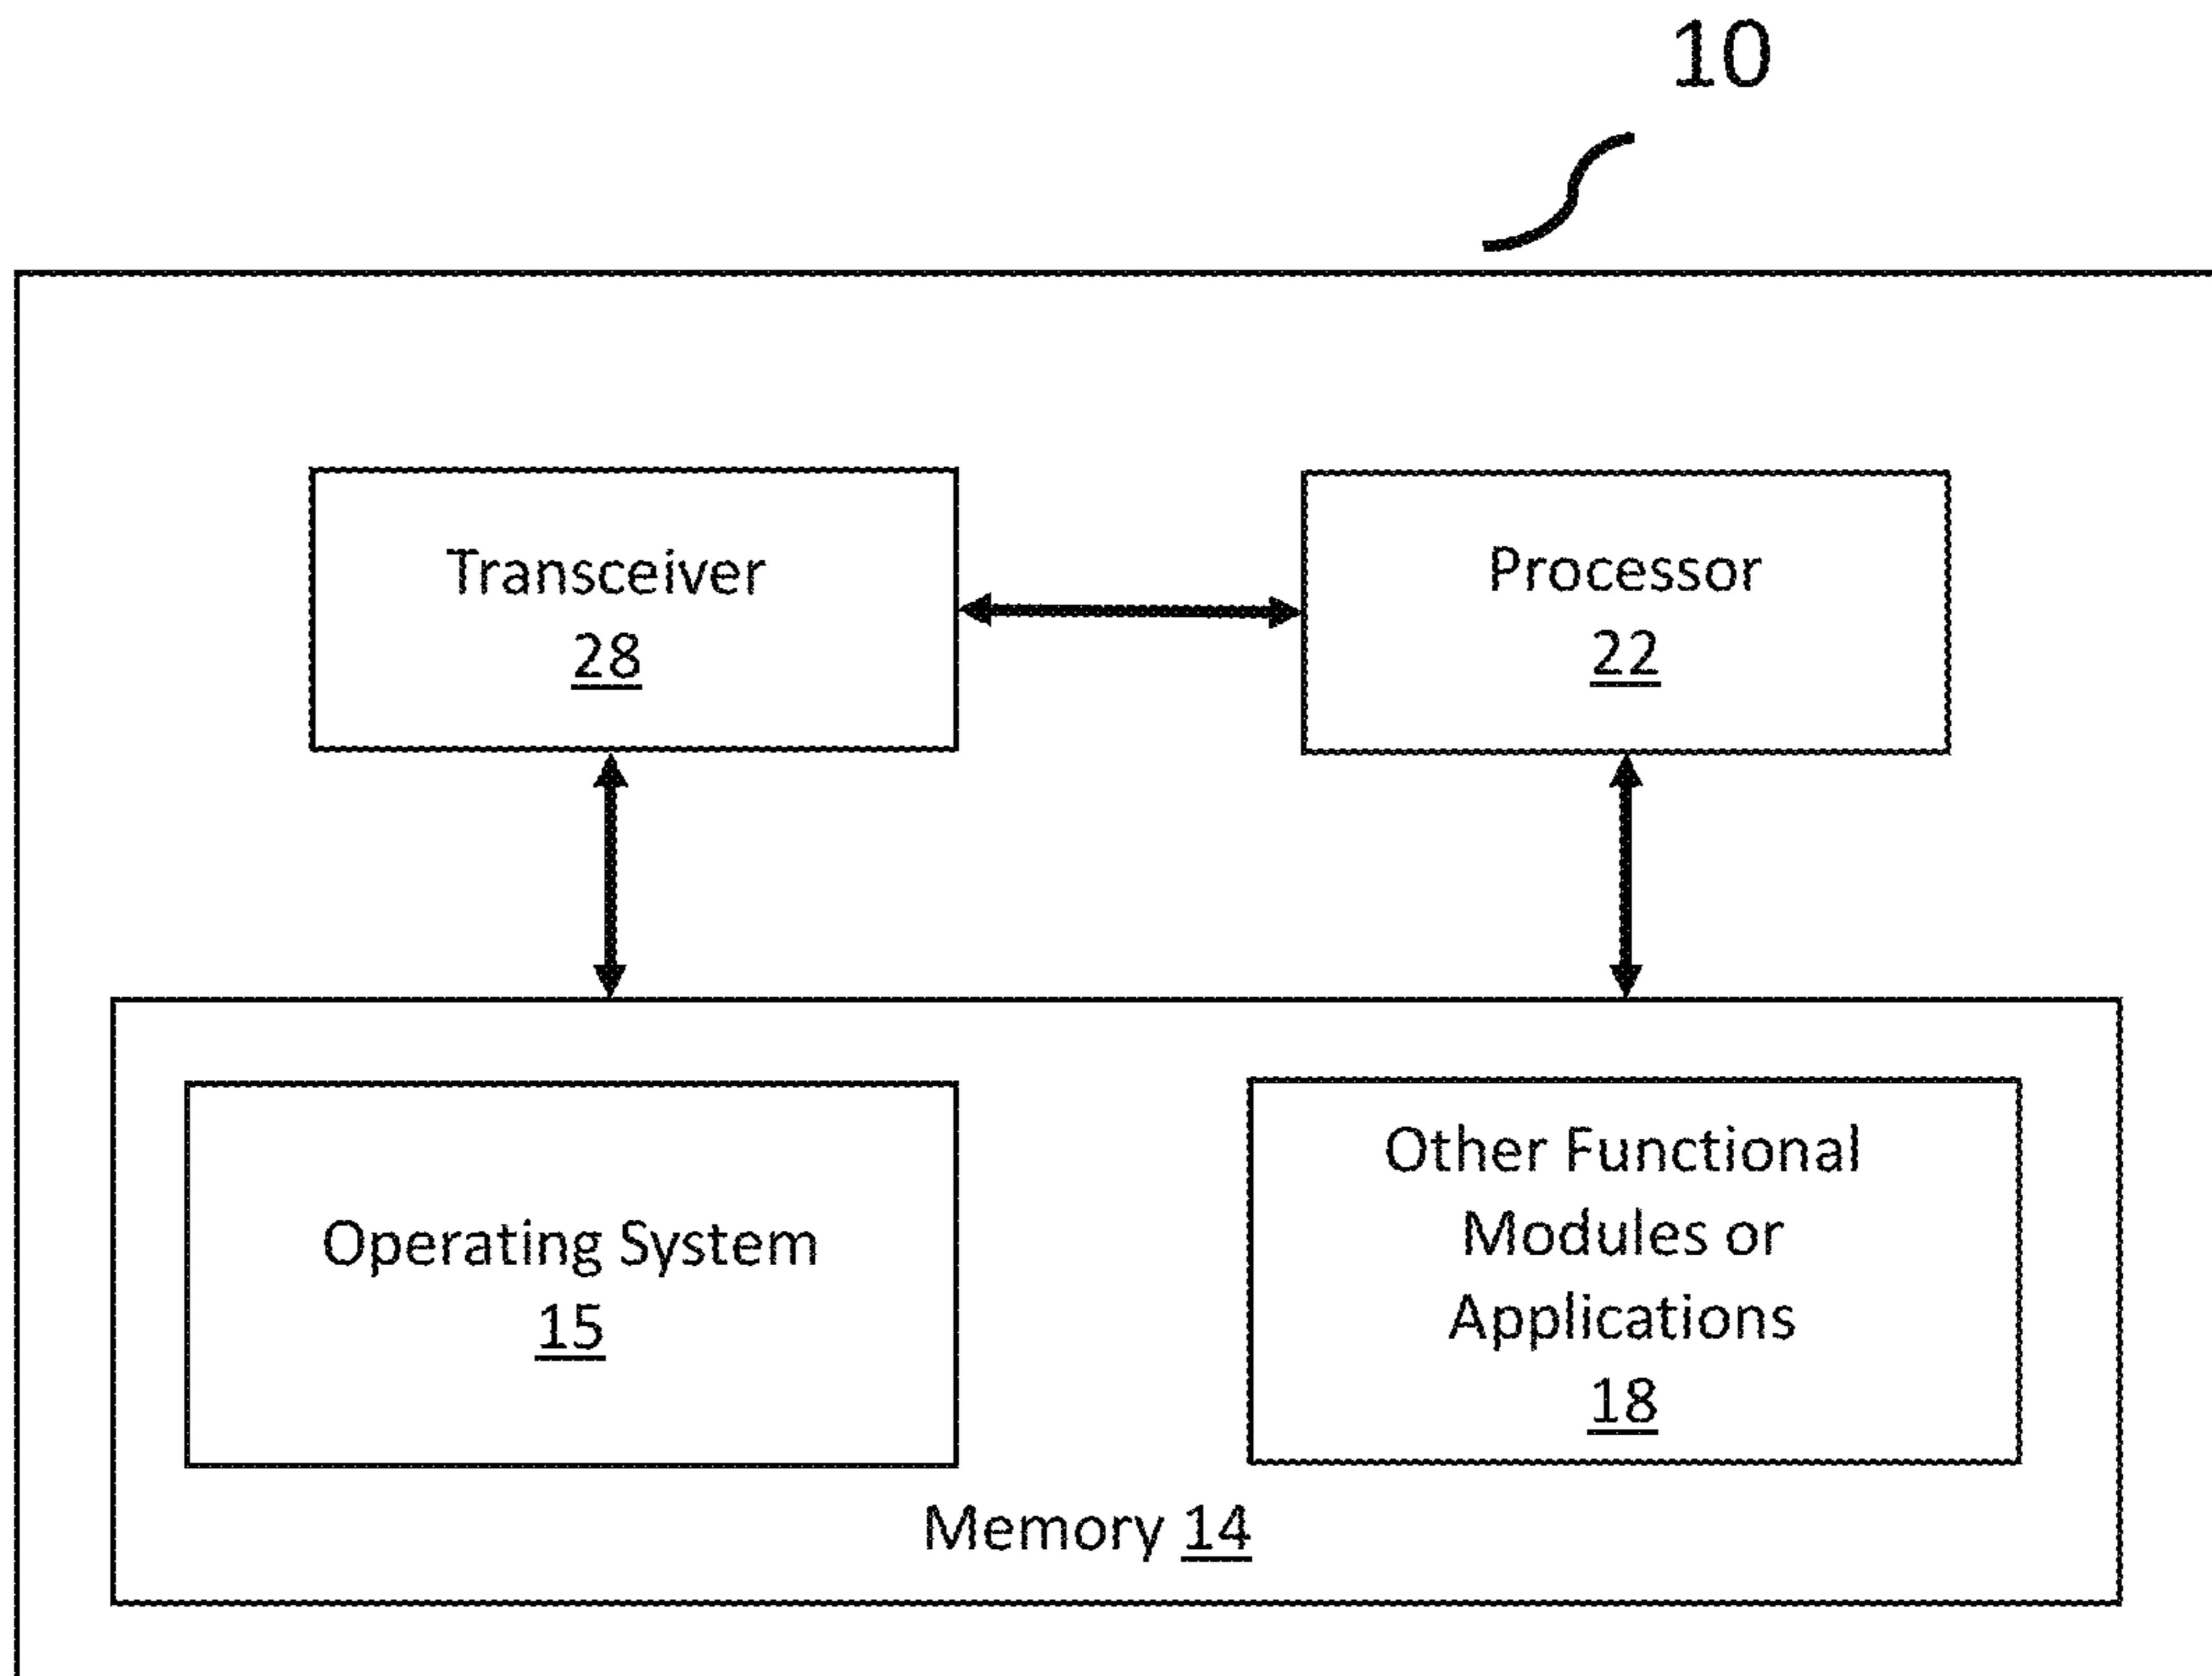 10
Transceiver
28
Processor
22
Operating System
15
Other Functional
Modules or
Applications
18
Memory 14